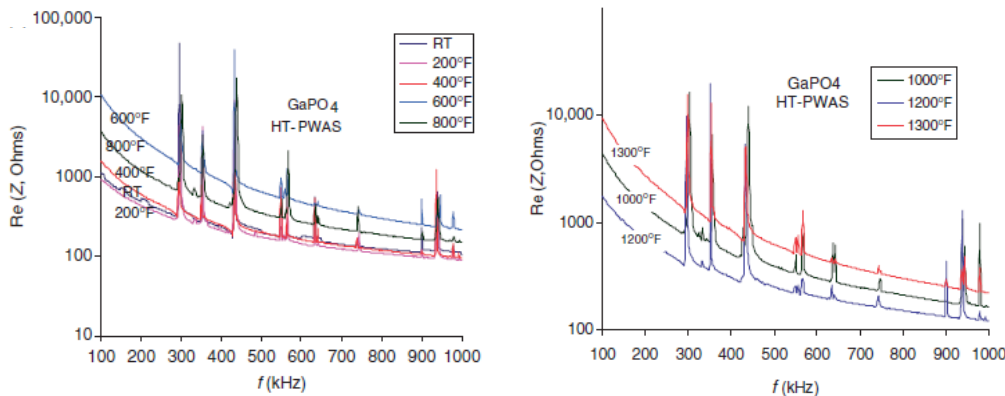 100,000
10,000
1000
100
10
Re (Z, Ohms)
600°F
800°F
400°F
RT
200°F
GaPO4
HT-PWAS
RT
200°F
400°F
600°F
800°F
100 200 300 400 500 600 700 800 900 1000
f (kHz)
10,000
1000
100
Re(Z,Ohms)
1300°F
1000°F
1200°F
GaPO4
HT-PWAS
1000°F
1200°F
1300°F
100 200 300 400 500 600 700 800 900 1000
f (kHz)